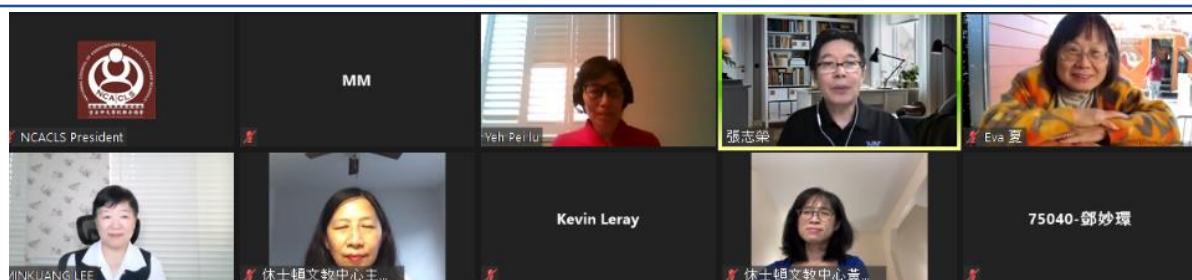 NCACLS
NCACLS President
MM
Yeh Pei lu
張志榮
Eva 夏
MINKUANG LEE
休士頓文教中心主...
Kevin Leray
休士頓文教中心黃...
75040-鄧妙環